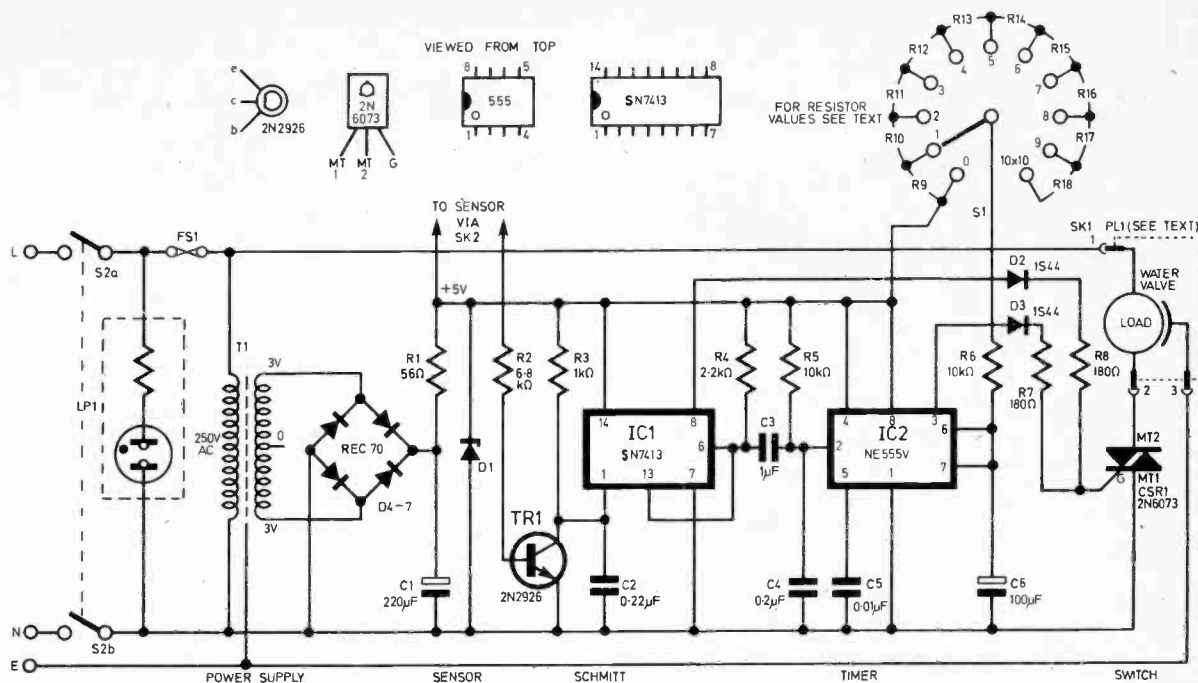 VIEWED FROM TOP
e
c
b
2N2926
2N
6073
MT
1
MT
2
G
8
5
555
1
4
14
8
SN7413
1
7
FOR RESISTOR
VALUES SEE TEXT
R9
R10
R11
R12
R13
R14
R15
R16
R17
R18
0
1
2
3
4
5
6
7
8
9
10x10
S1
TO SENSOR
VIA
SK2
L
S2a
FS1
SK1
1
PL1 (SEE TEXT)
WATER
VALVE
LOAD
2
3
+5V
D2
1S44
D3
1S44
LP1
T1
250V
AC
3V
0
3V
REC 70
D4-7
R1
56Ω
D1
R2
6·8
kΩ
R3
1kΩ
R4
2·2kΩ
R5
10kΩ
R6
10kΩ
R7
180Ω
R8
180Ω
14
8
IC1
SN7413
6
1
13
7
C3
1µF
4
8
3
2
IC2
NE555V
6
7
5
1
MT2
G
MT1
CSR1
2N6073
TR1
2N2926
C1
220µF
C2
0·22µF
C4
0·2µF
C5
0·01µF
C6
100µF
N
S2b
E
POWER SUPPLY
SENSOR
SCHMITT
TIMER
SWITCH